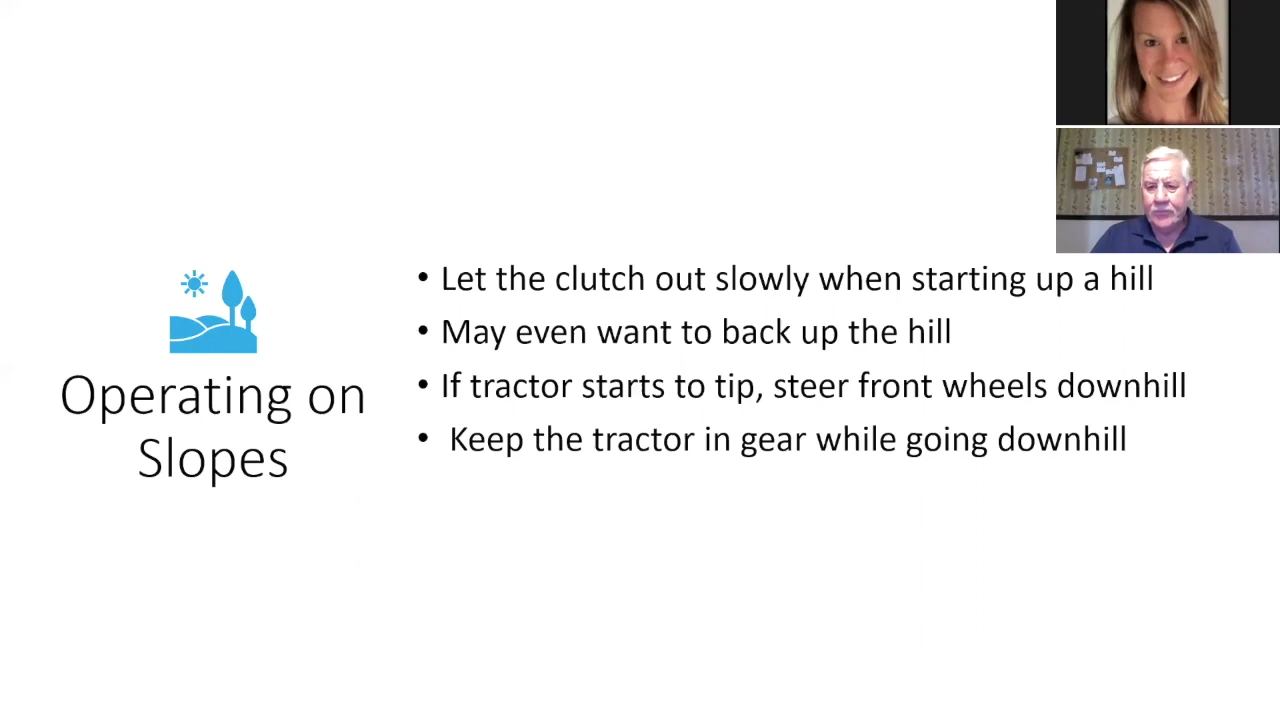 Operating on
Slopes
• Let the clutch out slowly when starting up a hill
• May even want to back up the hill
• If tractor starts to tip, steer front wheels downhill
• Keep the tractor in gear while going downhill